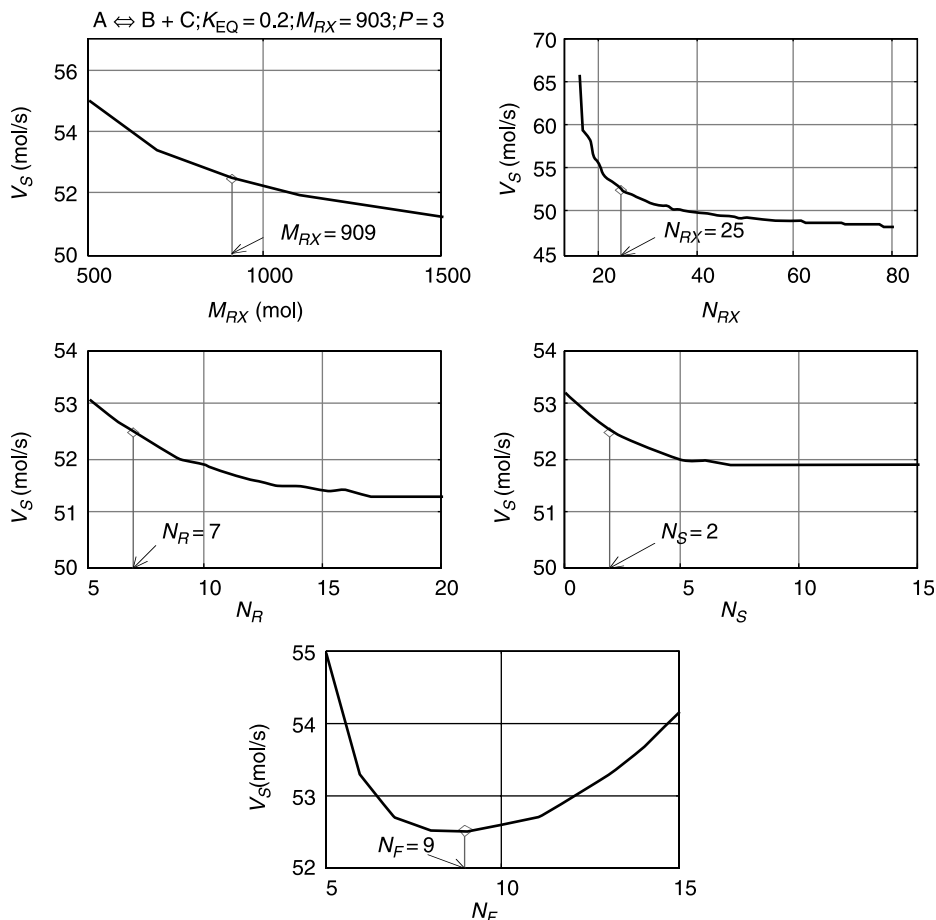 A ⇔ B + C; K_EQ = 0.2; M_RX = 903; P = 3
56
54
52
50
V_S (mol/s)
M_RX = 909
500
1000
1500
M_RX (mol)
70
65
60
55
50
45
V_S (mol/s)
N_RX = 25
20
40
60
80
N_RX
54
53
52
51
50
V_S (mol/s)
N_R = 7
5
10
15
20
N_R
54
53
52
51
50
V_S (mol/s)
N_S = 2
0
5
10
15
N_S
55
54
53
52
V_S (mol/s)
N_F = 9
5
10
15
N_F